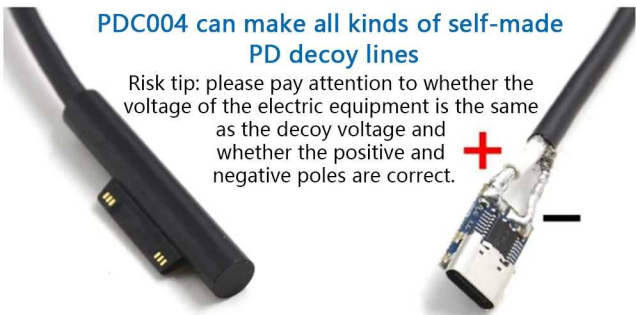 PDC004 can make all kinds of self-made
PD decoy lines
Risk tip: please pay attention to whether the
voltage of the electric equipment is the same
as the decoy voltage and
whether the positive and
negative poles are correct.
+
−